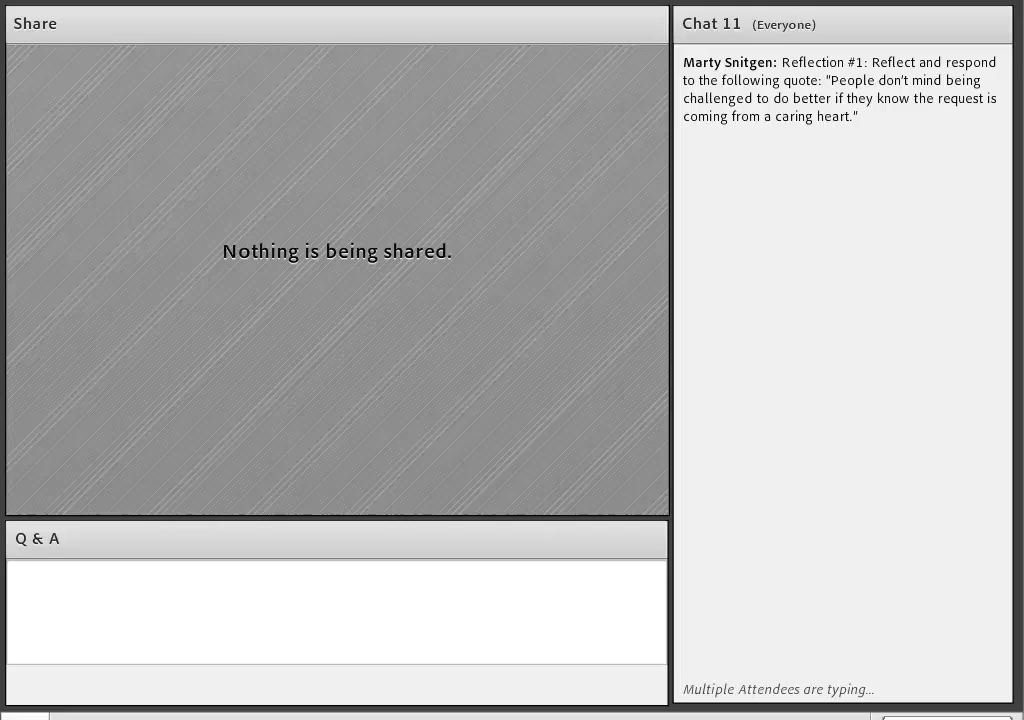 Share
Nothing is being shared.
Q & A
Chat 11 (Everyone)
Marty Snitgen: Reflection #1: Reflect and respond
to the following quote: "People don't mind being
challenged to do better if they know the request is
coming from a caring heart."
Multiple Attendees are typing...